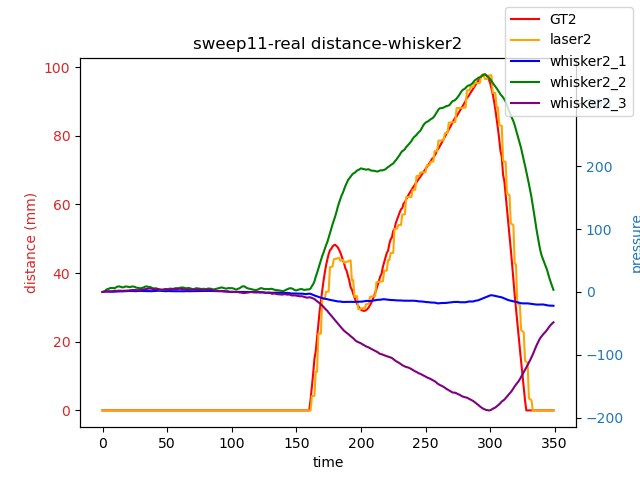 sweep11-real distance-whisker2
GT2
laser2
whisker2_1
whisker2_2
whisker2_3
distance (mm)
100
80
60
40
20
0
200
100
0
−100
−200
pressure
0
50
100
150
200
250
300
350
time